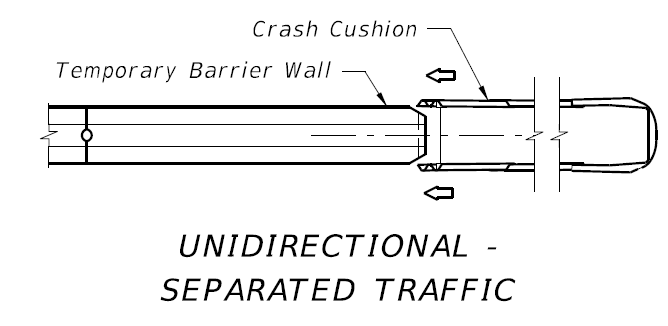 Crash Cushion
Temporary Barrier Wall
UNIDIRECTIONAL -
SEPARATED TRAFFIC